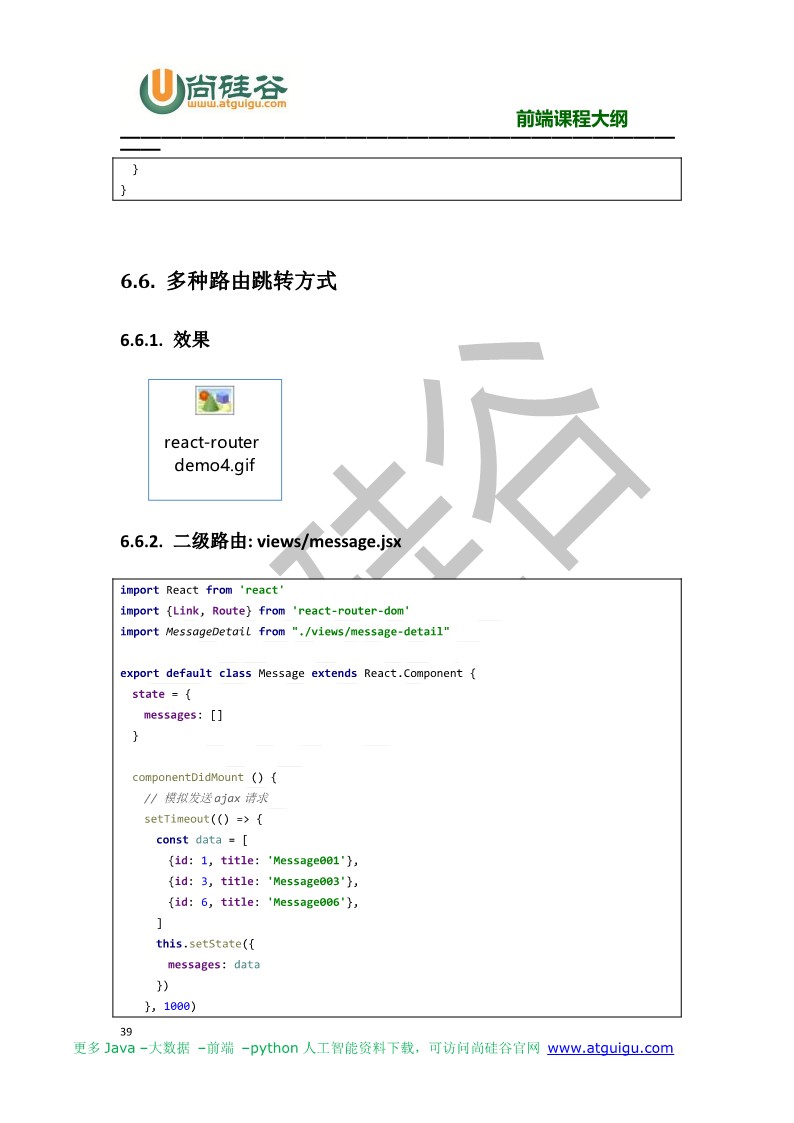 尚硅谷
www.atguigu.com
前端课程大纲
}
}
6.6. 多种路由跳转方式
6.6.1. 效果
react-router
demo4.gif
6.6.2. 二级路由: views/message.jsx
import React from 'react'
import {Link, Route} from 'react-router-dom'
import MessageDetail from "./views/message-detail"
export default class Message extends React.Component {
state = {
messages: []
}
componentDidMount () {
// 模拟发送 ajax 请求
setTimeout(() => {
const data = [
{id: 1, title: 'Message001'},
{id: 3, title: 'Message003'},
{id: 6, title: 'Message006'},
]
this.setState({
messages: data
})
}, 1000)
39
更多 Java –大数据 –前端 –python 人工智能资料下载，可访问尚硅谷官网 www.atguigu.com
硅谷